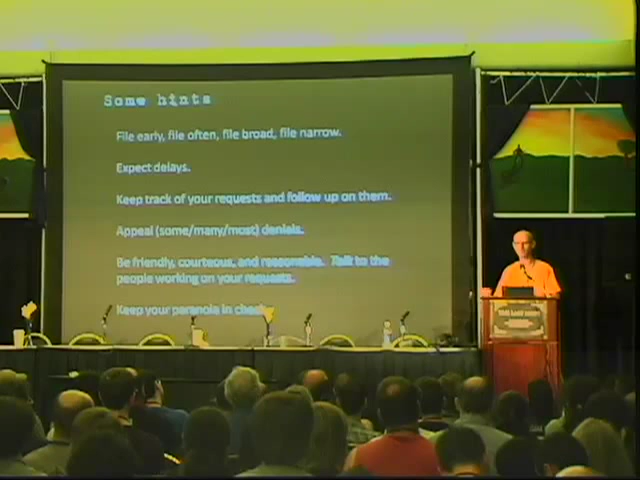 Some hints
File early, file often, file broad, file narrow.
Expect delays.
Keep track of your requests and follow up on them.
Appeal (some/many/most) denials.
Be friendly, courteous, and reasonable. Talk to the
people working on your requests.
Keep your paranoia in check